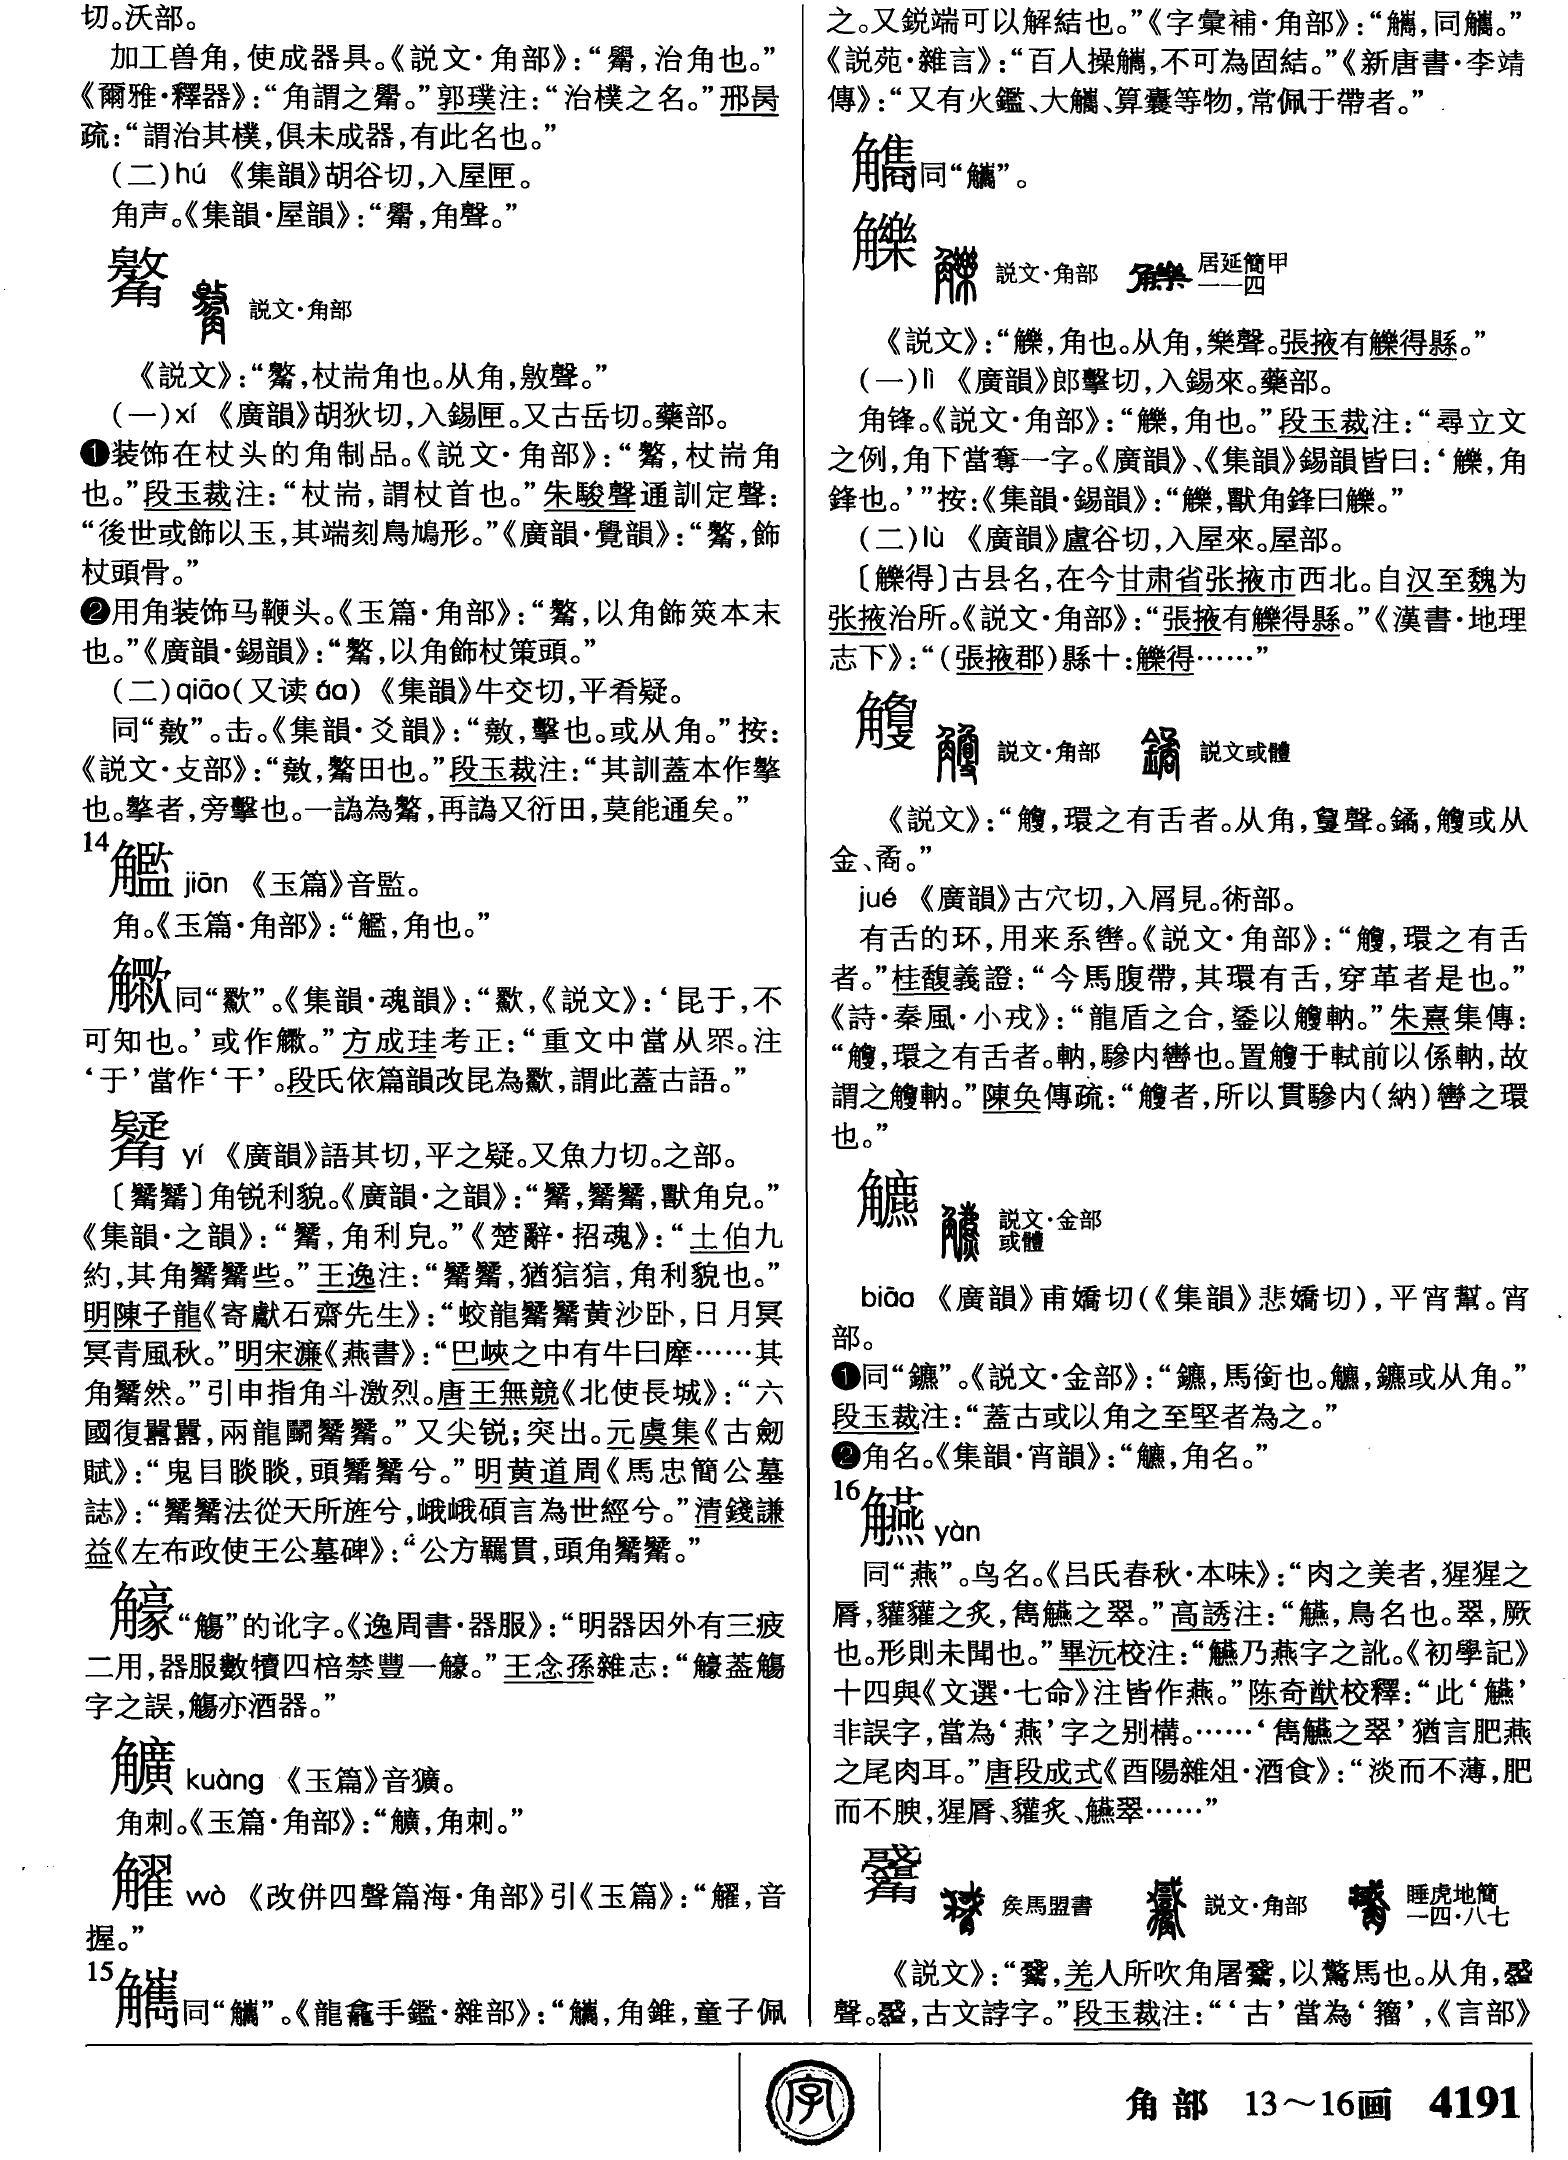 切。沃部。
加工兽角，使成器具。《説文·角部》：“觷，治角也。”
《爾雅·釋器》：“角謂之觷。”郭璞注：“治樸之名。”邢昺
疏：“謂治其樸，俱未成器，有此名也。”
(二)hú 《集韻》胡谷切，入屋匣。
角声。《集韻·屋韻》：“觷，角聲。”
䚫
説文·角部
《説文》：“䚫，杖耑角也。从角，敫聲。”
(一)xí 《廣韻》胡狄切，入錫匣。又古岳切。藥部。
❶装饰在杖头的角制品。《説文·角部》：“䚫，杖耑角
也。”段玉裁注：“杖耑，謂杖首也。”朱駿聲通訓定聲：
“後世或飾以玉，其端刻鳥鳩形。”《廣韻·覺韻》：“䚫，飾
杖頭骨。”
❷用角装饰马鞭头。《玉篇·角部》：“䚫，以角飾筴本末
也。”《廣韻·錫韻》：“䚫，以角飾杖策頭。”
(二)qiāo(又读áo) 《集韻》牛交切，平肴疑。
同“敿”。击。《集韻·爻韻》：“，擊也。或从角。”按：
《説文·攴部》：“，䚫田也。”段玉裁注：“其訓蓋本作擊
也。擊者，旁擊也。一譌為䚫，再譌又衍田，莫能通矣。”
14
jiān 《玉篇》音監。
角。《玉篇·角部》：“，角也。”
同“”。《集韻·魂韻》：“，《説文》：‘昆于，不
可知也。’或作。”方成珪考正：“重文中當从眔。注
‘于’當作‘干’。段氏依篇韻改昆為，謂此蓋古語。”
觺
yí 《廣韻》語其切，平之疑。又魚力切。之部。
〔觺觺〕角锐利貌。《廣韻·之韻》：“觺，觺觺，獸角皃。”
《集韻·之韻》：“觺，角利皃。”《楚辭·招魂》：“土伯九
約，其角觺觺些。”王逸注：“觺觺，猶狺狺，角利貌也。”
明陳子龍《寄獻石齋先生》：“蛟龍觺觺黄沙卧，日月冥
冥青風秋。”明宋濂《燕書》：“巴峽之中有牛曰犘……其
角觺然。”引申指角斗激烈。唐王無競《北使長城》：“六
國復囂囂，兩龍鬭觺觺。”又尖锐；突出。元虞集《古劒
賦》：“鬼目睒睒，頭觺觺兮。”明黄道周《馬忠簡公墓
誌》：“觺觺法從天所旌兮，峨峨碩言為世經兮。”清錢謙
益《左布政使王公墓碑》：“公方羈貫，頭角觺觺。”
“觴”的讹字。《逸周書·器服》：“明器因外有三疲
二用，器服數犢四棓禁豐一。”王念孫雜志：“蓋觴
字之誤，觴亦酒器。”
kuàng 《玉篇》音獷。
角刺。《玉篇·角部》：“，角刺。”
wò 《改併四聲篇海·角部》引《玉篇》：“，音
握。”
15
同“觿”。《龍龕手鑑·雜部》：“觿，角錐，童子佩
之。又鋭端可以解結也。”《字彙補·角部》：“，同觿。”
《説苑·雜言》：“百人操觿，不可為固結。”《新唐書·李靖
傳》：“又有火鑑、大觿、算囊等物，常佩于帶者。”
同“觿”。
觻
説文·角部
居延簡甲
一一四
《説文》：“觻，角也。从角，樂聲。張掖有觻得縣。”
(一)lì 《廣韻》郎擊切，入錫來。藥部。
角锋。《説文·角部》：“觻，角也。”段玉裁注：“尋立文
之例，角下當奪一字。《廣韻》、《集韻》錫韻皆曰：‘觻，角
鋒也。’”按：《集韻·錫韻》：“觻，獸角鋒曰觻。”
(二)lù 《廣韻》盧谷切，入屋來。屋部。
〔觻得〕古县名，在今甘肃省张掖市西北。自汉至魏为
张掖治所。《説文·角部》：“張掖有觻得縣。”《漢書·地理
志下》：“(張掖郡)縣十：觻得……”
觼
説文·角部
説文或體
《説文》：“觼，環之有舌者。从角，敻聲。鐍，觼或从
金、矞。”
jué 《廣韻》古穴切，入屑見。術部。
有舌的环，用来系辔。《説文·角部》：“觼，環之有舌
者。”桂馥義證：“今馬腹帶，其環有舌，穿革者是也。”
《詩·秦風·小戎》：“龍盾之合，鋈以觼軜。”朱熹集傳：
“觼，環之有舌者。軜，驂内轡也。置觼于軾前以係軜，故
謂之觼軜。”陳奂傳疏：“觼者，所以貫驂内(納)轡之環
也。”
䚔
説文·金部
或體
biāo 《廣韻》甫嬌切(《集韻》悲嬌切)，平宵幫。宵
部。
❶同“鑣”。《説文·金部》：“鑣，馬銜也。，鑣或从角。”
段玉裁注：“蓋古或以角之至堅者為之。”
❷角名。《集韻·宵韻》：“，角名。”
16
yàn
同“燕”。鸟名。《吕氏春秋·本味》：“肉之美者，猩猩之
脣，貛貛之炙，雋觾之翠。”高誘注：“觾，鳥名也。翠，厥
也。形則未聞也。”畢沅校注：“觾乃燕字之訛。《初學記》
十四與《文選·七命》注皆作燕。”陈奇猷校釋：“此‘觾’
非誤字，當為‘燕’字之别構。……‘雋觾之翠’猶言肥燕
之尾肉耳。”唐段成式《酉陽雜俎·酒食》：“淡而不薄，肥
而不腴，猩脣、貛炙、觾翠……”
侯馬盟書
説文·角部
睡虎地簡
一四·八七
《説文》：“，羌人所吹角屠，以驚馬也。从角，
聲。，古文誖字。”段玉裁注：“‘古’當為‘籀’，《言部》
字
角部 13～16画 4191